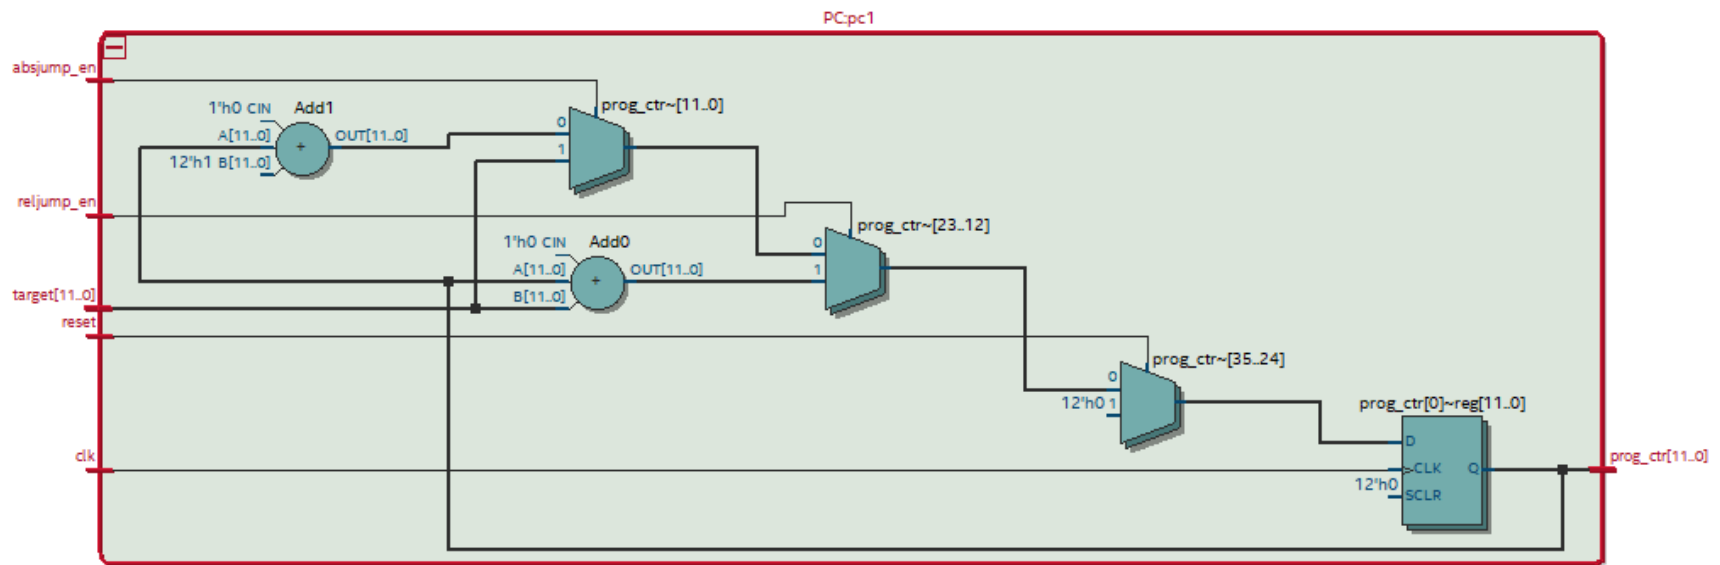 PC:pc1
absjump_en
1'h0 CIN
Add1
A[11..0]
OUT[11..0]
12'h1 B[11..0]
+
prog_ctr~[11..0]
0
1
reljump_en
prog_ctr~[23..12]
1'h0 CIN
Add0
A[11..0]
OUT[11..0]
B[11..0]
+
0
1
target[11..0]
reset
prog_ctr~[35..24]
0
12'h0 1
prog_ctr[0]~reg[11..0]
D
clk
CLK
Q
prog_ctr[11..0]
12'h0
SCLR